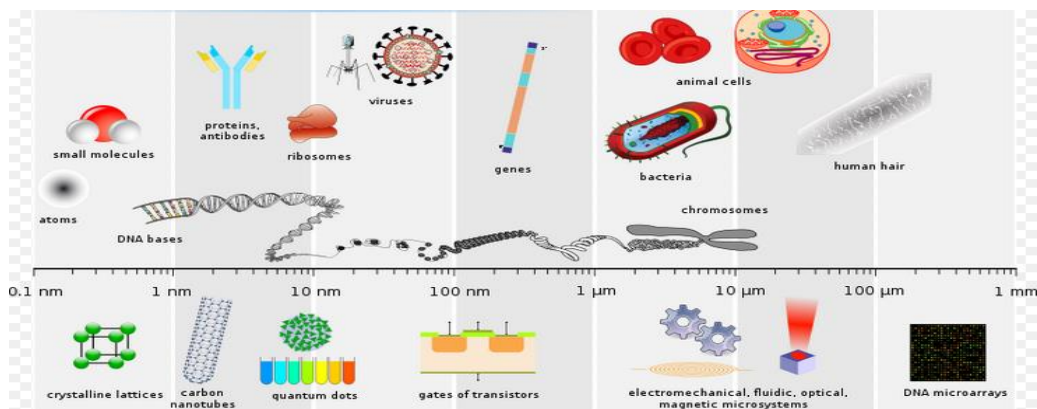 small molecules
atoms
proteins,
antibodies
ribosomes
viruses
genes
animal cells
bacteria
human hair
DNA bases
chromosomes
0.1 nm 1 nm 10 nm 100 nm 1 μm 10 μm 100 μm 1 mm
crystalline lattices
carbon
nanotubes
quantum dots
gates of transistors
electromechanical, fluidic, optical,
magnetic microsystems
DNA microarrays